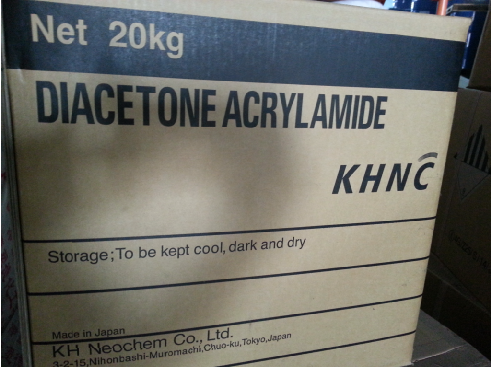 Net 20kg
DIACETONE ACRYLAMIDE
KHNC
Storage;To be kept cool, dark and dry
Made in Japan
KH Neochem Co., Ltd.
3-2-15,Nihonbashi-Muromachi,Chuo-ku,Tokyo,Japan